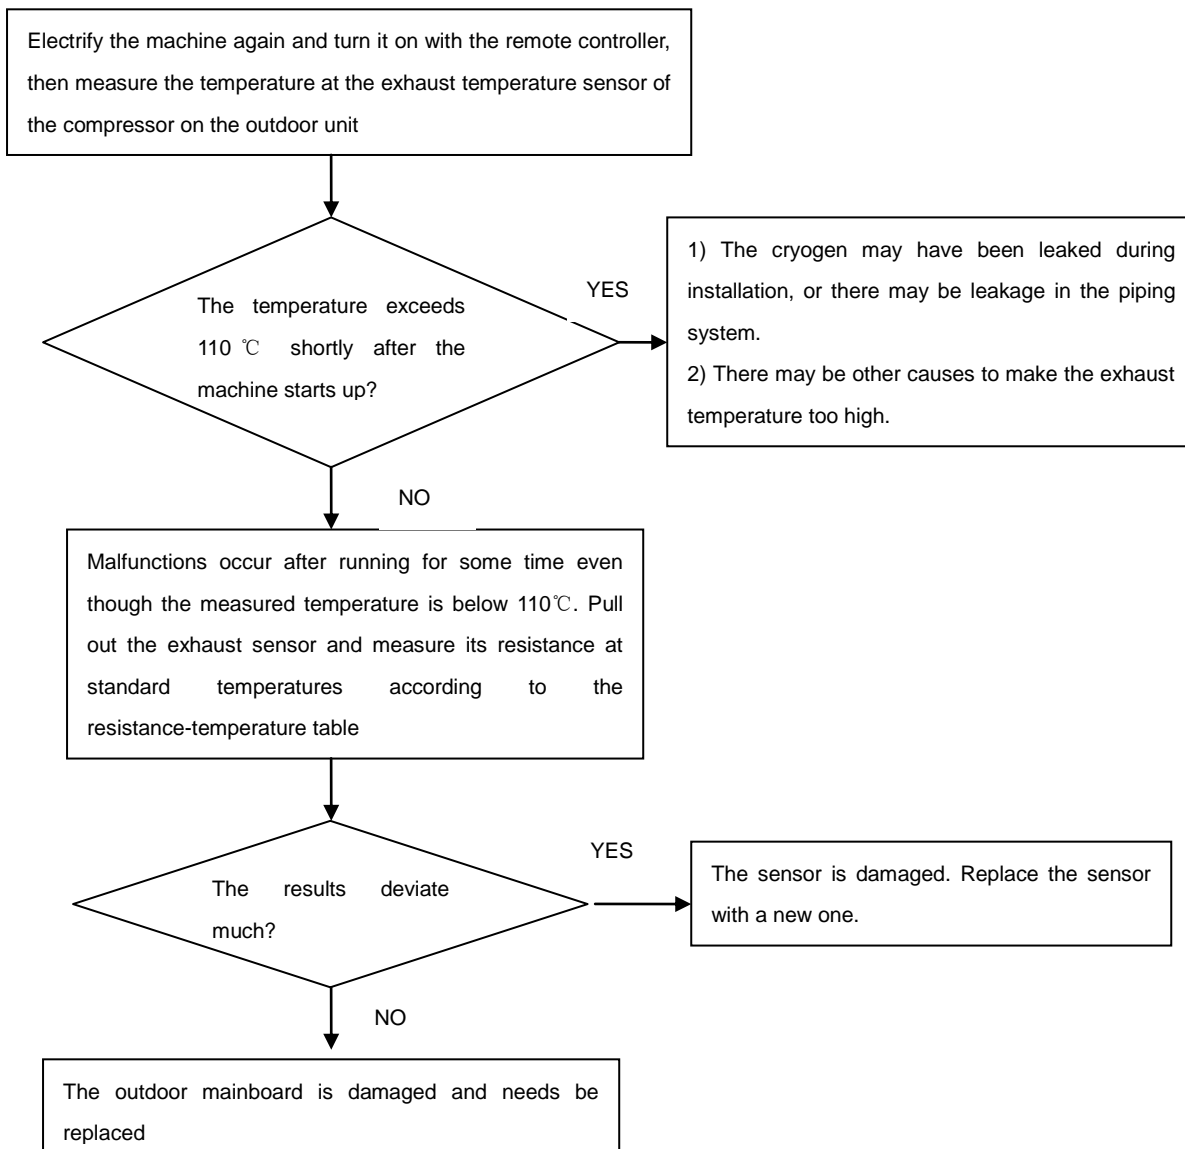 Electrify the machine again and turn it on with the remote controller,
then measure the temperature at the exhaust temperature sensor of
the compressor on the outdoor unit
The temperature exceeds
110 ℃ shortly after the
machine starts up?
YES
1) The cryogen may have been leaked during
installation, or there may be leakage in the piping
system.
2) There may be other causes to make the exhaust
temperature too high.
NO
Malfunctions occur after running for some time even
though the measured temperature is below 110℃. Pull
out the exhaust sensor and measure its resistance at
standard temperatures according to the
resistance-temperature table
The results deviate
much?
YES
The sensor is damaged. Replace the sensor
with a new one.
NO
The outdoor mainboard is damaged and needs be
replaced